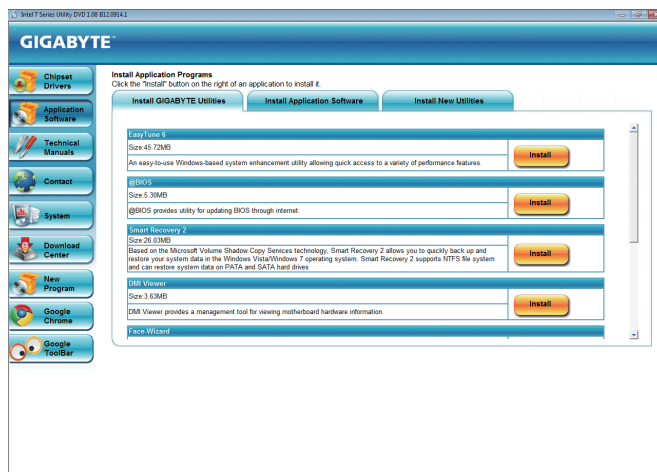 Intel 7 Series Utility DVD 1.08 B12.0914.1
GIGABYTE™
Chipset
Drivers
Application
Software
Technical
Manuals
Contact
System
Download
Center
New
Program
Google
Chrome
Google
ToolBar
Install Application Programs
Click the "Install" button on the right of an application to install it.
Install GIGABYTE Utilities
Install Application Software
Install New Utilities
EasyTune 6
Size:45.72MB
An easy-to-use Windows-based system enhancement utility allowing quick access to a variety of performance features.
Install
@BIOS
Size:5.30MB
@BIOS provides utility for updating BIOS through internet.
Install
Smart Recovery 2
Size:26.03MB
Based on the Microsoft Volume Shadow Copy Services technology, Smart Recovery 2 allows you to quickly back up and
restore your system data in the Windows Vista/Windows 7 operating system. Smart Recovery 2 supports NTFS file system
and can restore system data on PATA and SATA hard drives
Install
DMI Viewer
Size:3.63MB
DMI Viewer provides a management tool for viewing motherboard hardware information.
Install
Face-Wizard